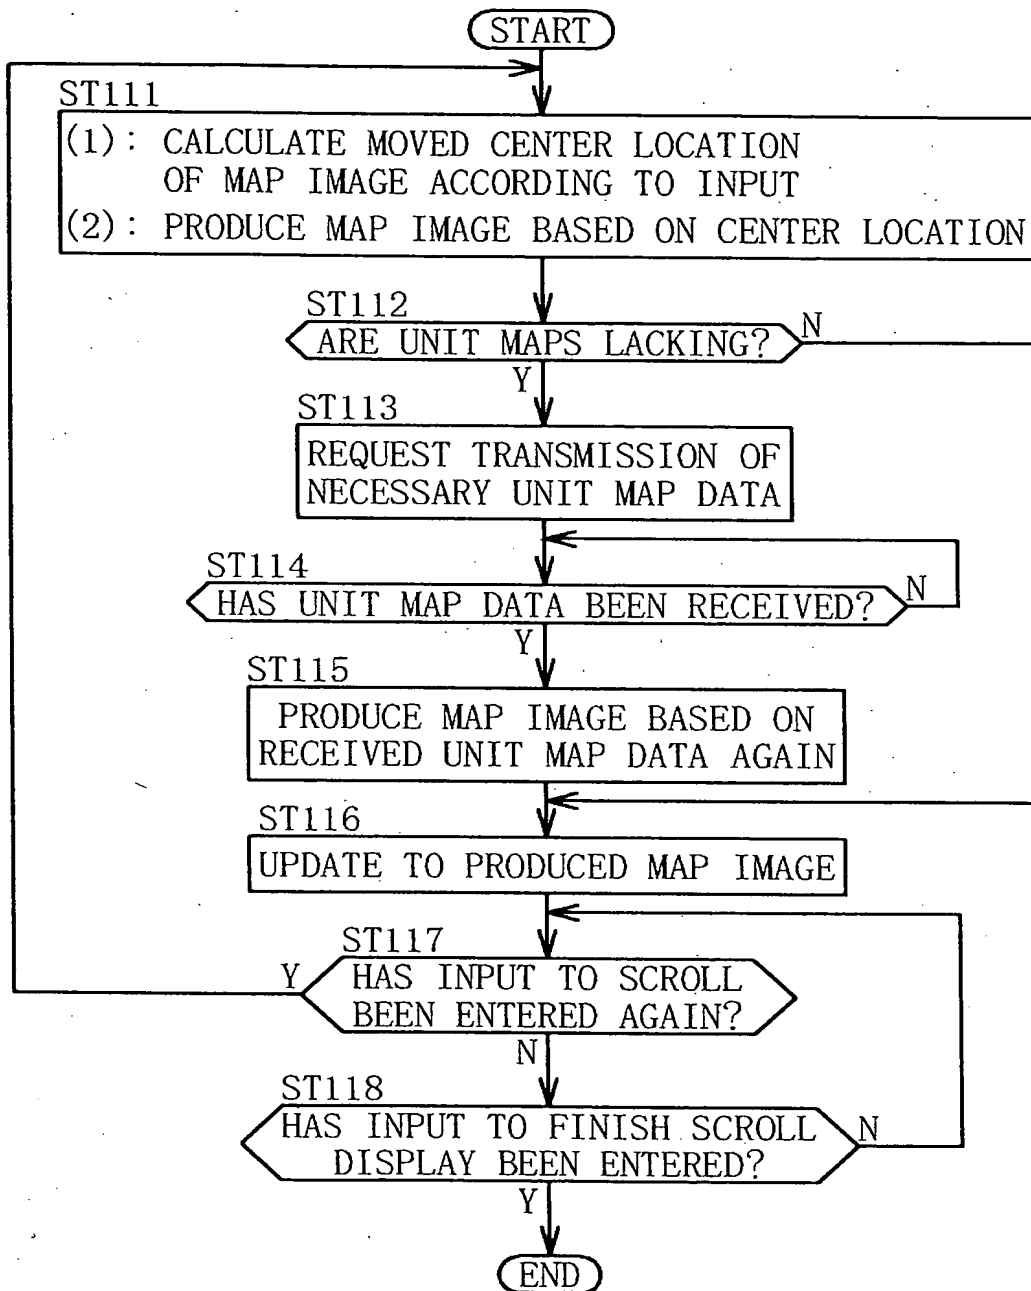 START
ST111
(1): CALCULATE MOVED CENTER LOCATION
OF MAP IMAGE ACCORDING TO INPUT
(2): PRODUCE MAP IMAGE BASED ON CENTER LOCATION
ST112
ARE UNIT MAPS LACKING?
N
Y
ST113
REQUEST TRANSMISSION OF
NECESSARY UNIT MAP DATA
ST114
HAS UNIT MAP DATA BEEN RECEIVED?
N
Y
ST115
PRODUCE MAP IMAGE BASED ON
RECEIVED UNIT MAP DATA AGAIN
ST116
UPDATE TO PRODUCED MAP IMAGE
ST117
Y
HAS INPUT TO SCROLL
BEEN ENTERED AGAIN?
N
ST118
HAS INPUT TO FINISH SCROLL
DISPLAY BEEN ENTERED?
N
Y
END